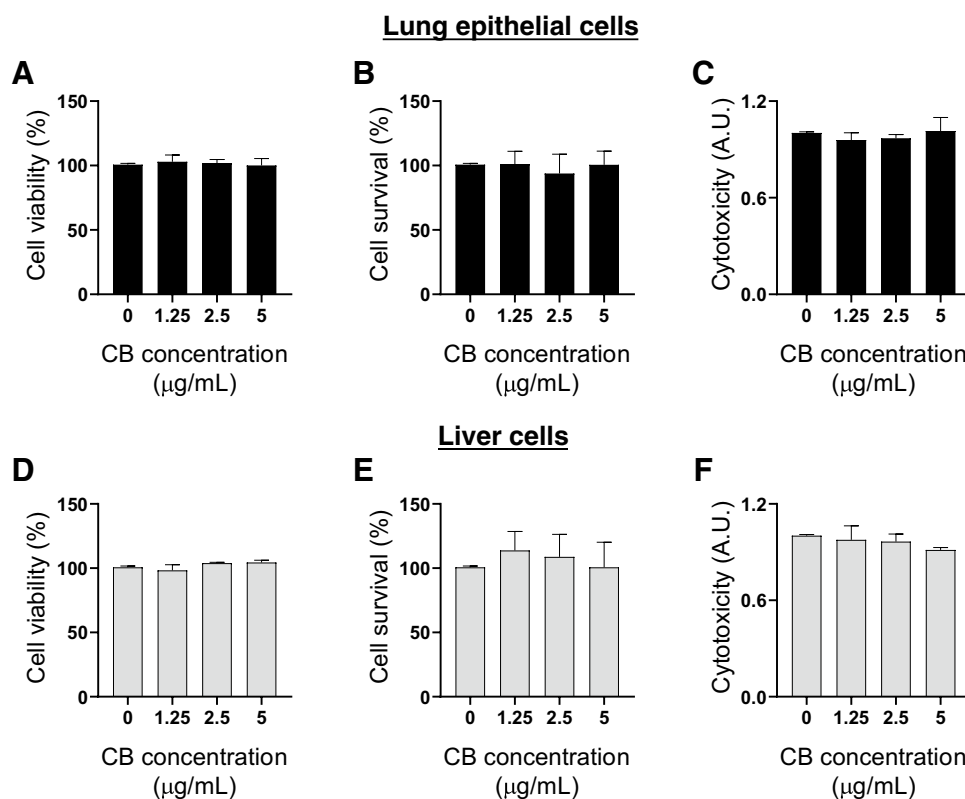 Lung epithelial cells
A
Cell viability (%)
150
100
50
0
0 1.25 2.5 5
CB concentration
(μg/mL)
B
Cell survival (%)
150
100
50
0
0 1.25 2.5 5
CB concentration
(μg/mL)
C
Cytotoxicity (A.U.)
1.2
0.6
0.0
0 1.25 2.5 5
CB concentration
(μg/mL)
Liver cells
D
Cell viability (%)
150
100
50
0
0 1.25 2.5 5
CB concentration
(μg/mL)
E
Cell survival (%)
150
100
50
0
0 1.25 2.5 5
CB concentration
(μg/mL)
F
Cytotoxicity (A.U.)
1.2
0.6
0.0
0 1.25 2.5 5
CB concentration
(μg/mL)